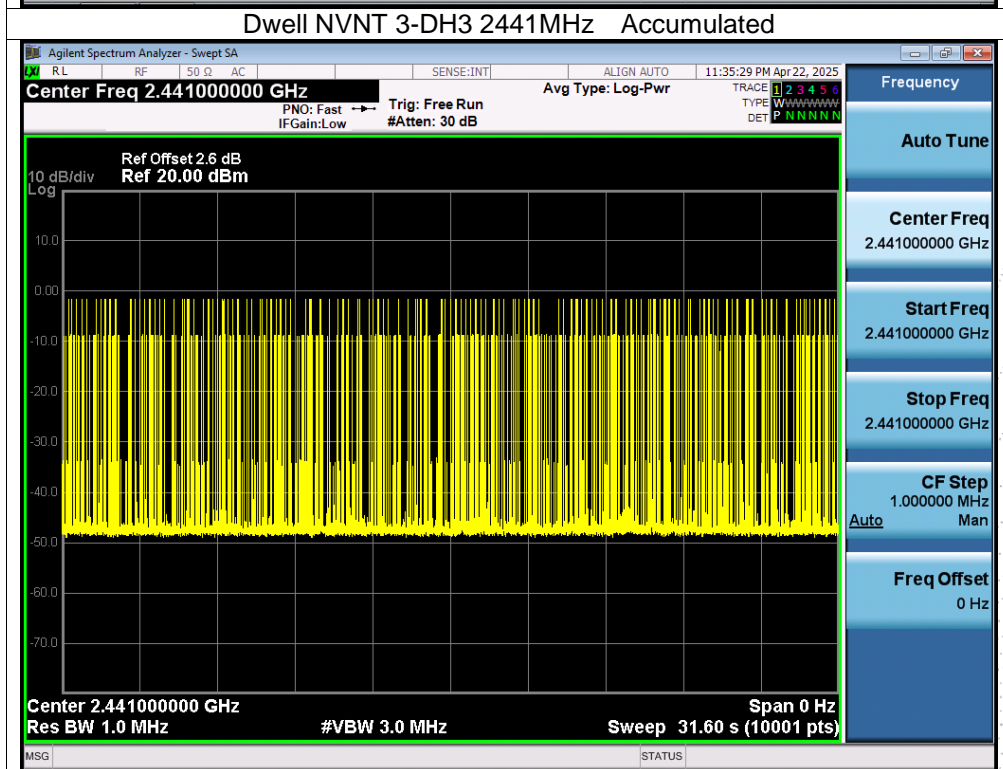 Dwell NVNT 3-DH3 2441MHz Accumulated
Agilent Spectrum Analyzer - Swept SA
LXI RL RF 50 Ω AC SENSE:INT ALIGN AUTO 11:35:29 PM Apr 22, 2025
Center Freq 2.441000000 GHz
PNO: Fast
IFGain:Low
Trig: Free Run
#Atten: 30 dB
Avg Type: Log-Pwr
TRACE 1 2 3 4 5 6
TYPE WWWWWWW
DET P N N N N N
Ref Offset 2.6 dB
10 dB/div Ref 20.00 dBm
Log
10.0
0.00
-10.0
-20.0
-30.0
-40.0
-50.0
-60.0
-70.0
Center 2.441000000 GHz Span 0 Hz
Res BW 1.0 MHz #VBW 3.0 MHz Sweep 31.60 s (10001 pts)
MSG STATUS
Frequency
Auto Tune
Center Freq
2.441000000 GHz
Start Freq
2.441000000 GHz
Stop Freq
2.441000000 GHz
CF Step
1.000000 MHz
Auto Man
Freq Offset
0 Hz